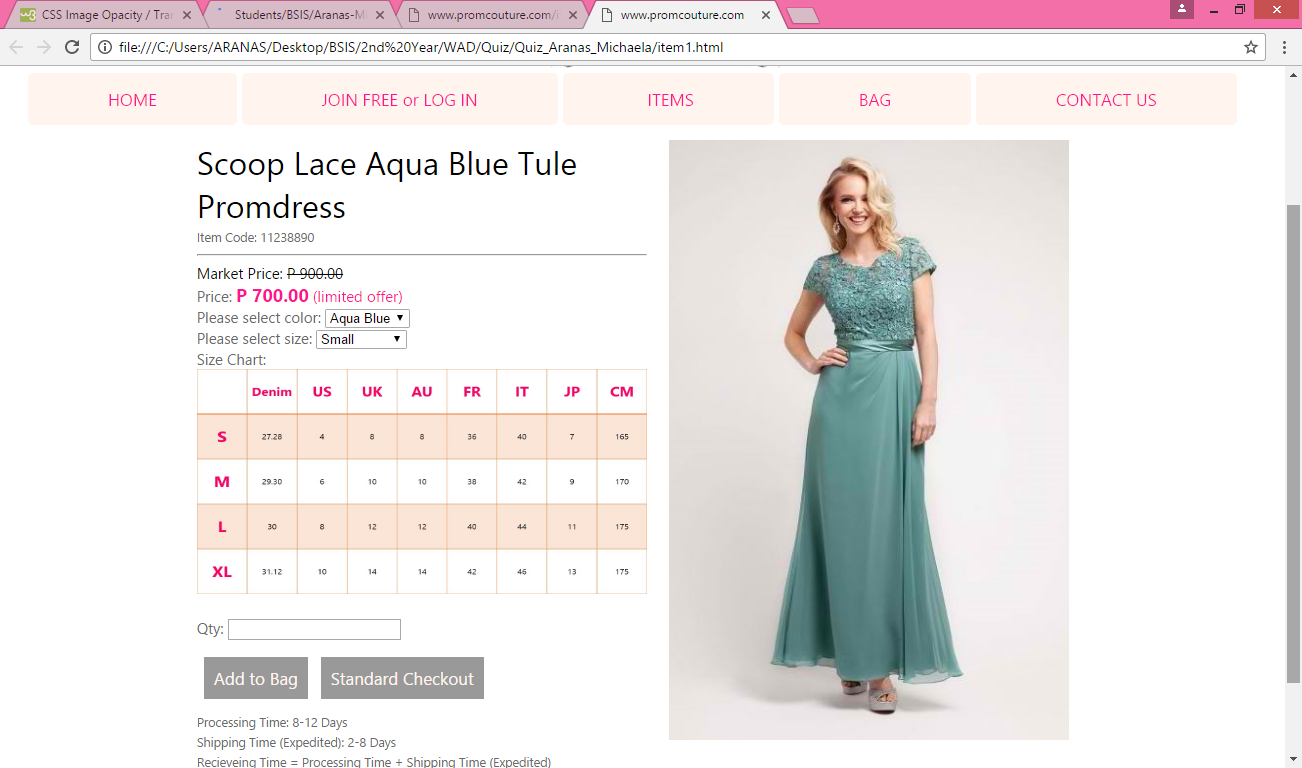 CSS Image Opacity / Tran
Students/BSIS/Aranas-M
www.promcouture.com/i
www.promcouture.com
file:///C:/Users/ARANAS/Desktop/BSIS/2nd%20Year/WAD/Quiz/Quiz_Aranas_Michaela/item1.html
HOME JOIN FREE or LOG IN ITEMS BAG CONTACT US
Scoop Lace Aqua Blue Tule
Promdress
Item Code: 11238890
Market Price: P 900.00
Price: P 700.00 (limited offer)
Please select color: Aqua Blue
Please select size: Small
Size Chart:
Denim US UK AU FR IT JP CM
S 27.28 4 8 8 36 40 7 165
M 29.30 6 10 10 38 42 9 170
L 30 8 12 12 40 44 11 175
XL 31.12 10 14 14 42 46 13 175
Qty:
Add to Bag Standard Checkout
Processing Time: 8-12 Days
Shipping Time (Expedited): 2-8 Days
Recieveing Time = Processing Time + Shipping Time (Expedited)